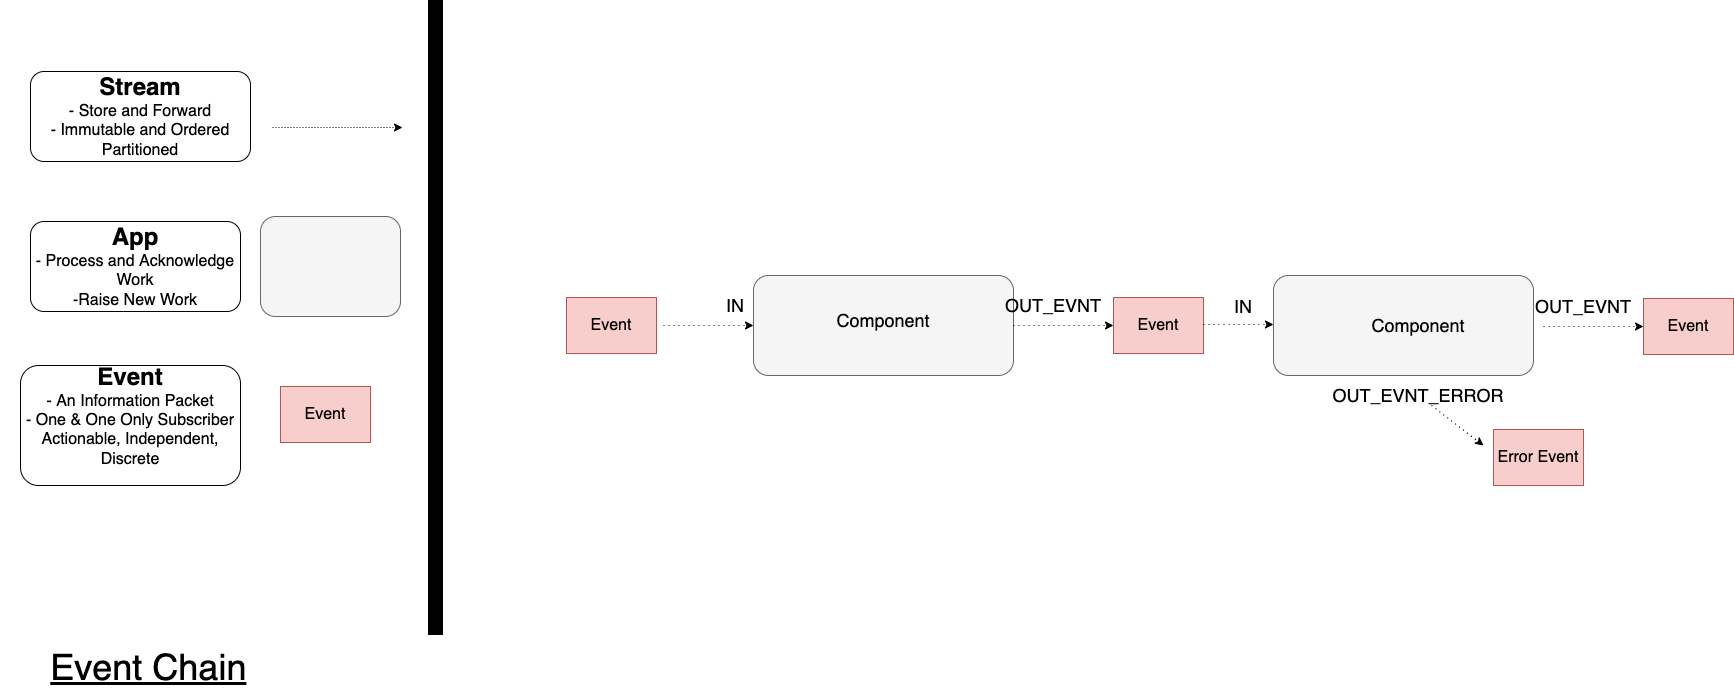 Stream
- Store and Forward
- Immutable and Ordered
Partitioned
App
- Process and Acknowledge
Work
-Raise New Work
Event
- An Information Packet
- One & One Only Subscriber
Actionable, Independent,
Discrete
Event
Event
IN
Component
OUT_EVNT
Event
IN
Component
OUT_EVNT
Event
OUT_EVNT_ERROR
Error Event
Event Chain